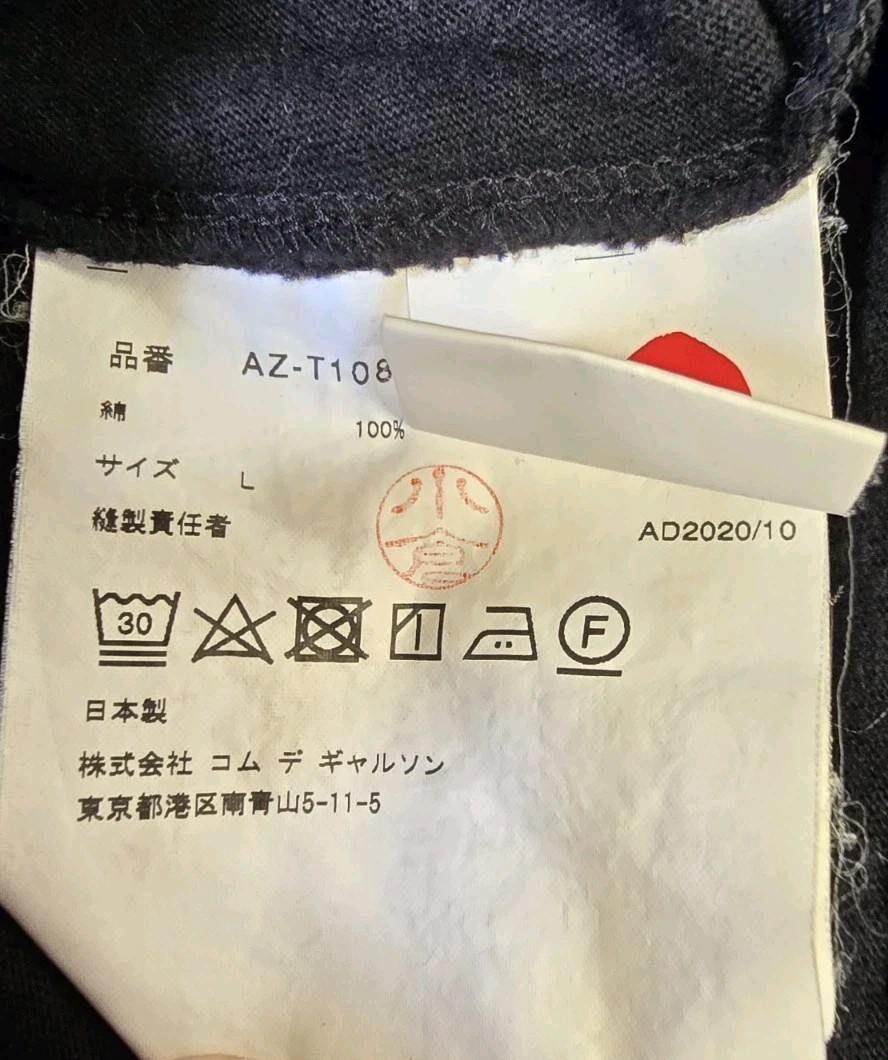 品番 AZ-T108
綿 100%
サイズ L
縫製責任者 小倉
AD2020/10
30
F
日本製
株式会社 コム デ ギャルソン
東京都港区南青山5-11-5